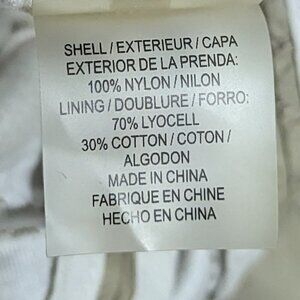 SHELL / EXTERIEUR / CAPA
EXTERIOR DE LA PRENDA:
100% NYLON / NILON
LINING / DOUBLURE / FORRO:
70% LYOCELL
30% COTTON / COTON /
ALGODON
MADE IN CHINA
FABRIQUE EN CHINE
HECHO EN CHINA